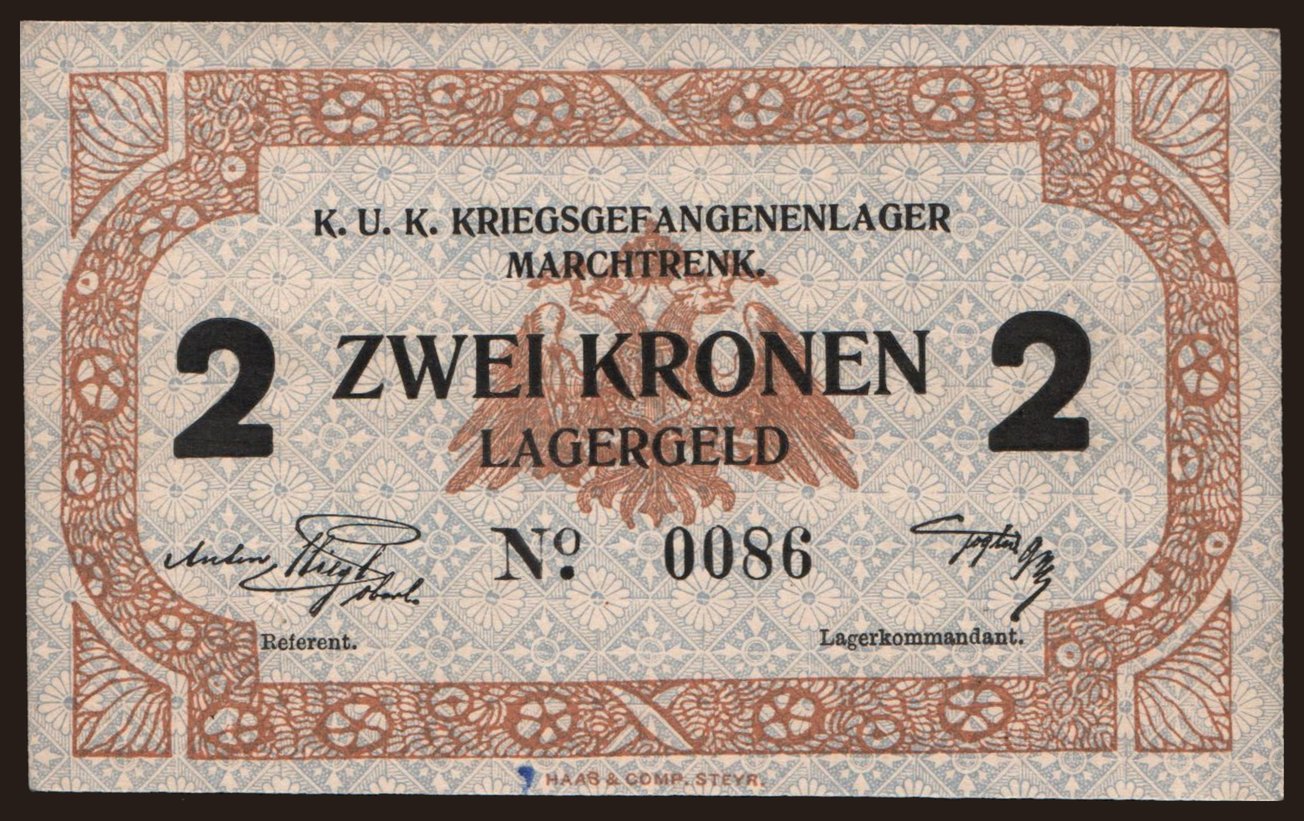 K. U. K. KRIEGSGEFANGENENLAGER
MARCHTRENK.
2 ZWEI KRONEN 2
LAGERGELD
No. 0086
Referent. Lagerkommandant.
HAAS & COMP. STEYR.